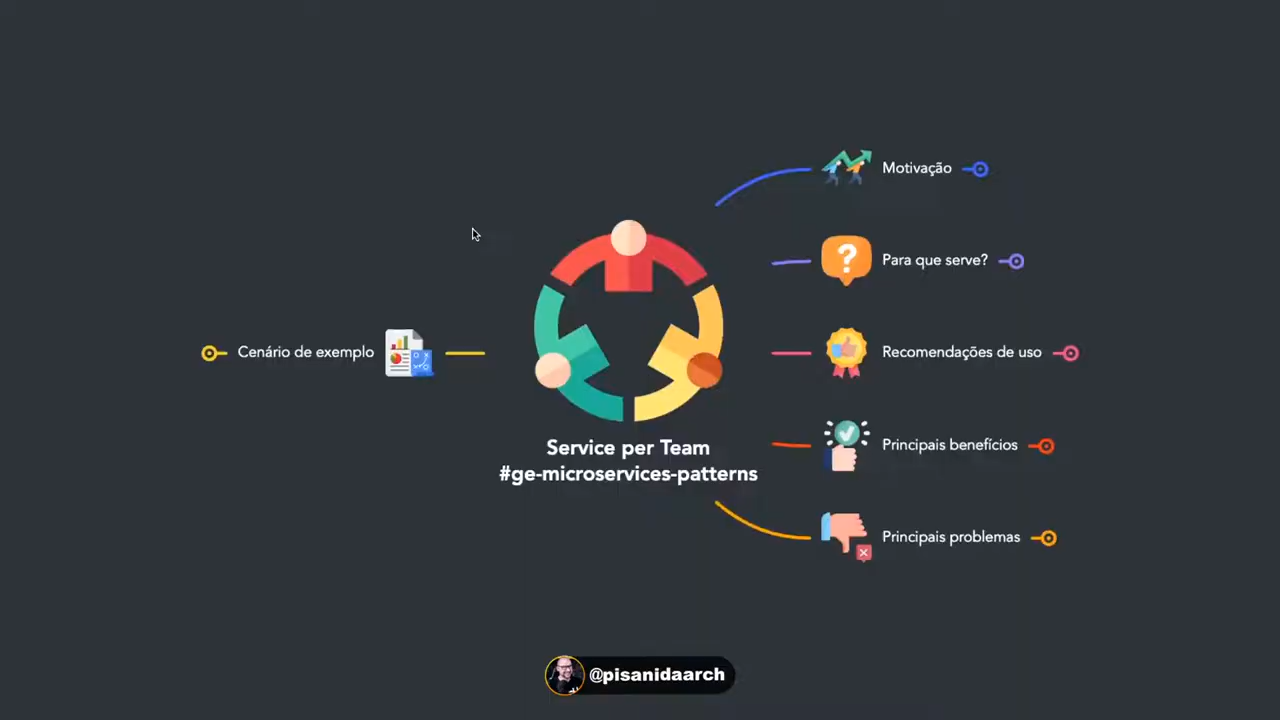 Motivação
Para que serve?
Cenário de exemplo
Recomendações de uso
Principais benefícios
Service per Team
#ge-microservices-patterns
Principais problemas
@pisanidaarch